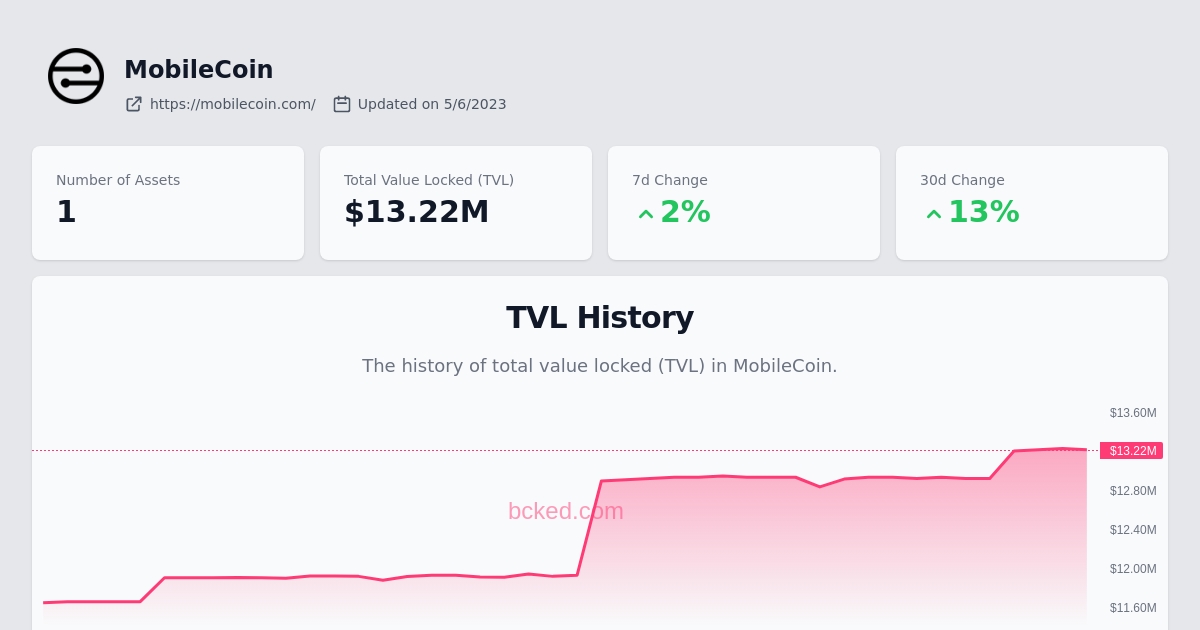 MobileCoin
https://mobilecoin.com/ Updated on 5/6/2023
Number of Assets
1
Total Value Locked (TVL)
$13.22M
7d Change
2%
30d Change
13%
TVL History
The history of total value locked (TVL) in MobileCoin.
$13.60M
$13.22M
$12.80M
bcked.com
$12.40M
$12.00M
$11.60M